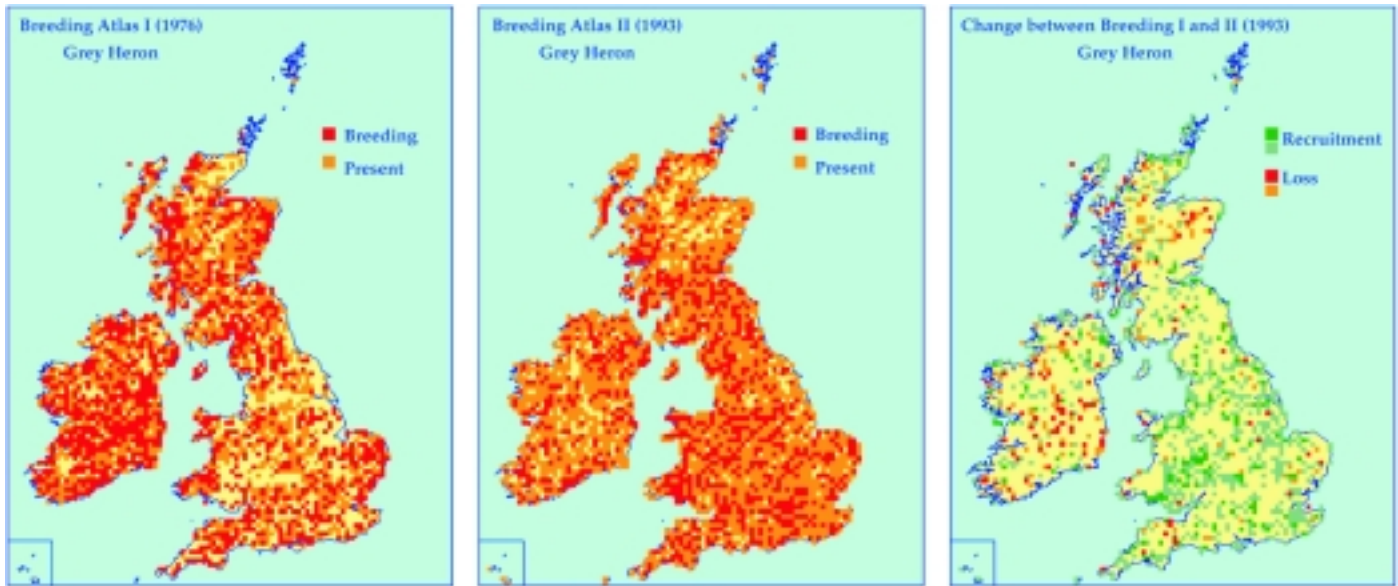 Breeding Atlas I (1976)
Grey Heron
Breeding
Present
Breeding Atlas II (1993)
Grey Heron
Breeding
Present
Change between Breeding I and II (1993)
Grey Heron
Recruitment
Loss